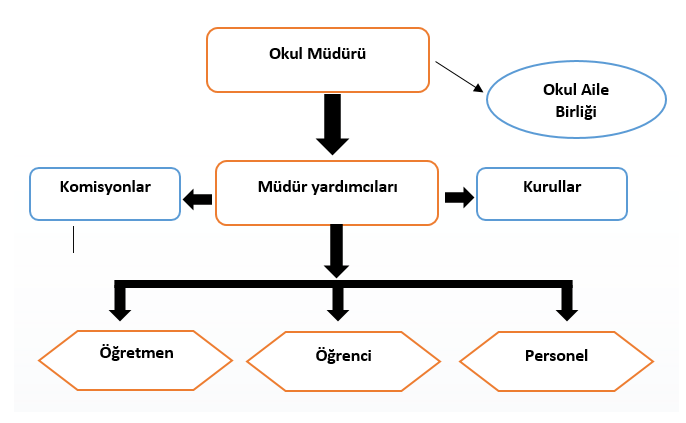 Okul Müdürü
Okul Aile
Birliği
Komisyonlar
Müdür yardımcıları
Kurullar
Öğretmen
Öğrenci
Personel